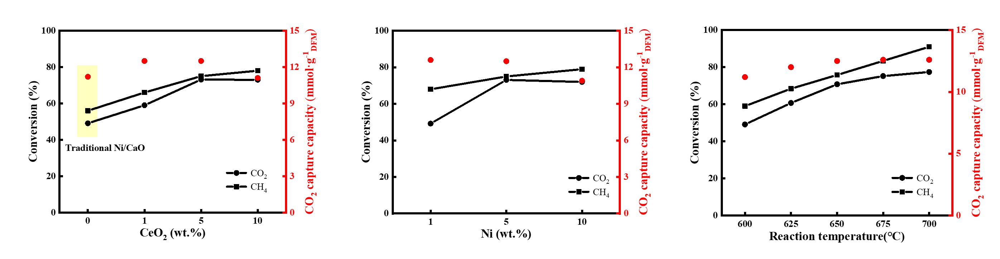 100
80
60
40
20
0
Conversion (%)
Traditional Ni/CaO
CO₂
CH₄
0 1 5 10
CeO₂ (wt.%)
15
12
9
6
3
0
CO₂ capture capacity (mmol·g⁻¹DFM)
100
80
60
40
20
0
Conversion (%)
CO₂
CH₄
1 5 10
Ni (wt.%)
15
12
9
6
3
0
CO₂ capture capacity (mmol·g⁻¹DFM)
100
80
60
40
20
0
Conversion (%)
CO₂
CH₄
600 625 650 675 700
Reaction temperature(°C)
15
10
5
0
CO₂ capture capacity (mmol·g⁻¹DFM)